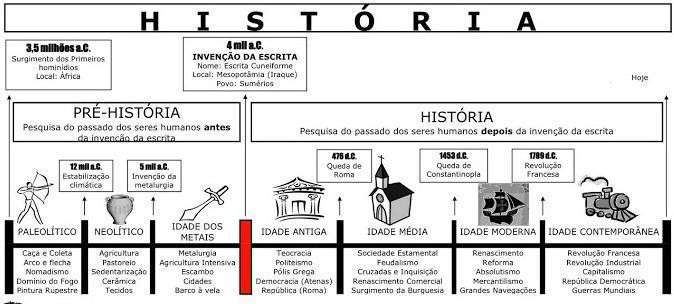 HISTÓRIA
3,5 milhões a.C.
Surgimento dos Primeiros
hominídios
Local: África
4 mil a.C.
INVENÇÃO DA ESCRITA
Nome: Escrita Cuneiforme
Local: Mesopotâmia (Iraque)
Povo: Sumérios
Hoje
PRÉ-HISTÓRIA
Pesquisa do passado dos seres humanos antes
da invenção da escrita
HISTÓRIA
Pesquisa do passado dos seres humanos depois da invenção da escrita
12 mil a.C.
Estabilização
climática
5 mil a.C.
Invenção da
metalurgia
476 d.C.
Queda de
Roma
1453 d.C.
Queda de
Constantinopla
1789 d.C.
Revolução
Francesa
PALEOLÍTICO
Caça e Coleta
Arco e flecha
Nomadismo
Domínio do Fogo
Pintura Rupestre
NEOLÍTICO
Agricultura
Pastoreio
Sedentarização
Cerâmica
Tecidos
IDADE DOS
METAIS
Metalurgia
Agricultura Intensiva
Escambo
Cidades
Barco à vela
IDADE ANTIGA
Teocracia
Politeismo
Pólis Grega
Democracia (Atenas)
República (Roma)
IDADE MÉDIA
Sociedade Estamental
Feudalismo
Cruzadas e Inquisição
Renascimento Comercial
Surgimento da Burguesia
IDADE MODERNA
Renascimento
Reforma
Absolutismo
Mercantilismo
Grandes Navegações
IDADE CONTEMPORÂNEA
Revolução Francesa
Revolução Industrial
Capitalismo
República Democrática
Guerras Mundiais